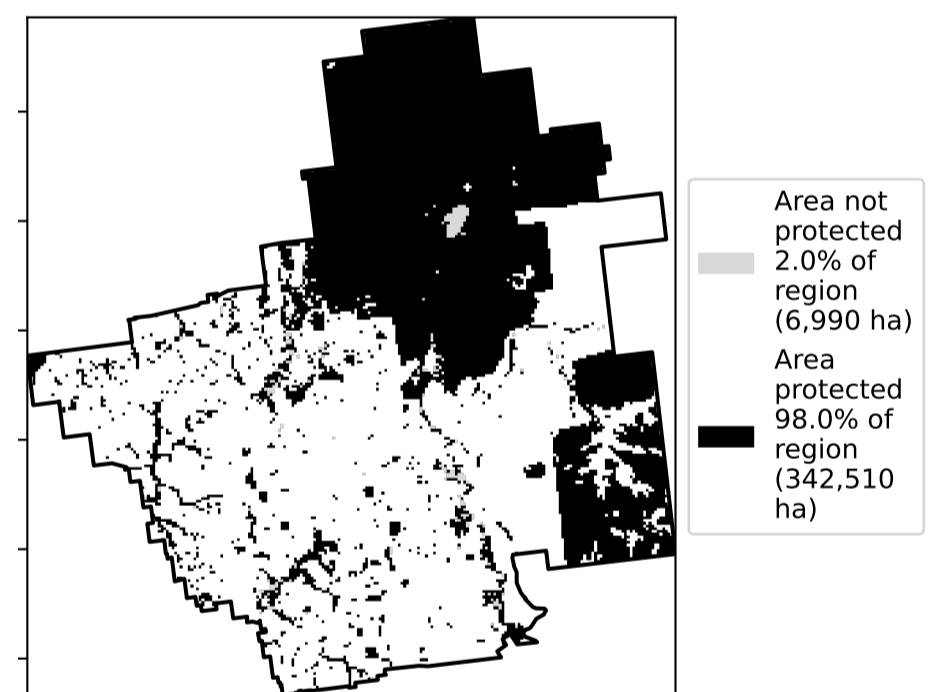 Area not
protected
2.0% of
region
(6,990 ha)
Area
protected
98.0% of
region
(342,510
ha)